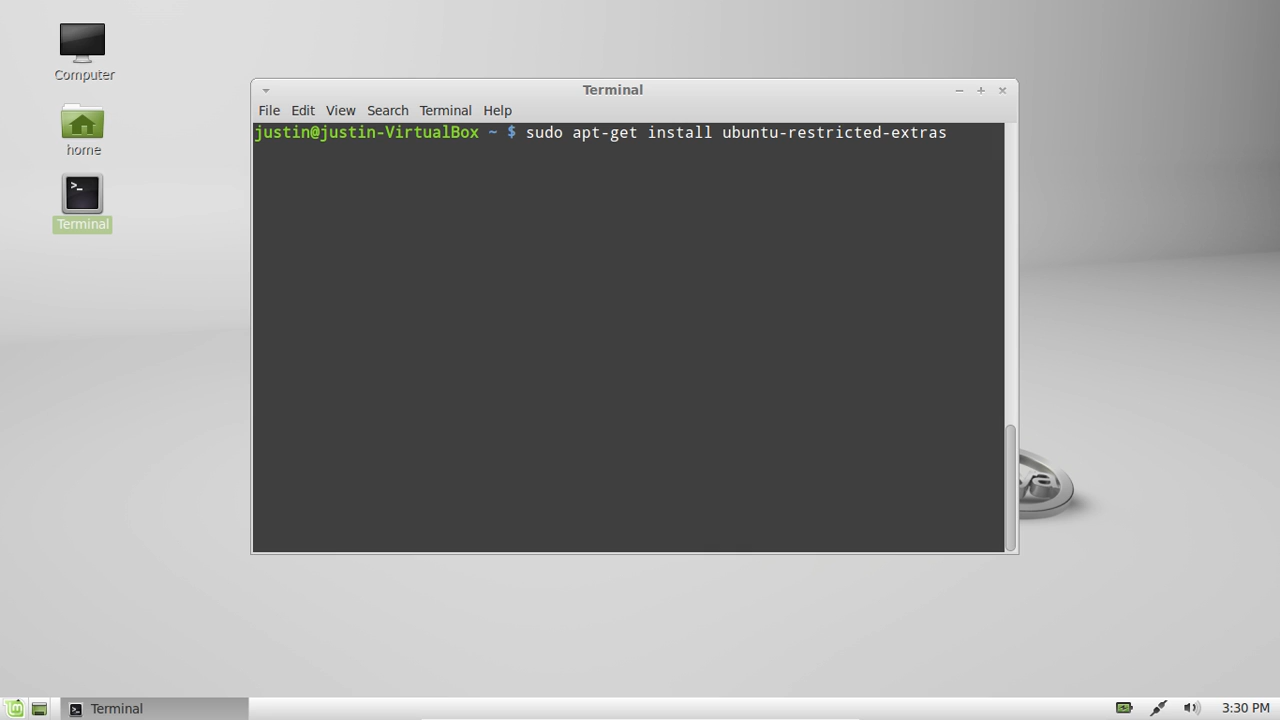 Computer
home
>_
Terminal
Terminal
File Edit View Search Terminal Help
justin@justin-VirtualBox ~ $ sudo apt-get install ubuntu-restricted-extras
Terminal
3:30 PM